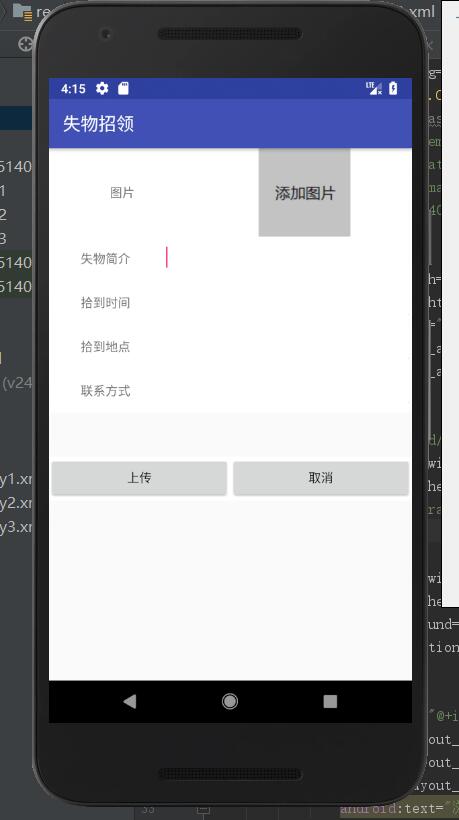 .xml
4:15
LTE
失物招领
图片 添加图片
失物简介
拾到时间
拾到地点
联系方式
上传 取消
5140
1
2
3
5140
5140
(v24
y1.xr
y2.xr
y3.xr
"@+i
33
android:text="